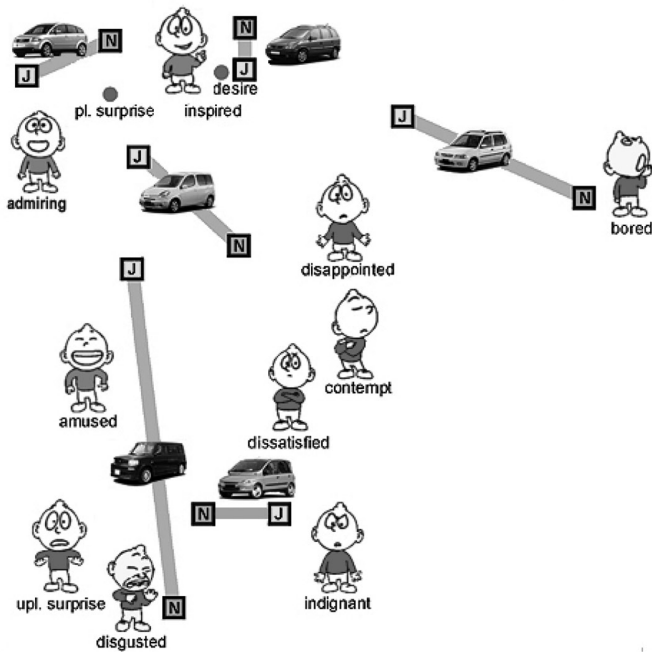 N
N
J
J
desire
pl. surprise
inspired
J
admiring
J
N
bored
N
disappointed
J
contempt
amused
dissatisfied
N
J
upl. surprise
indignant
N
disgusted